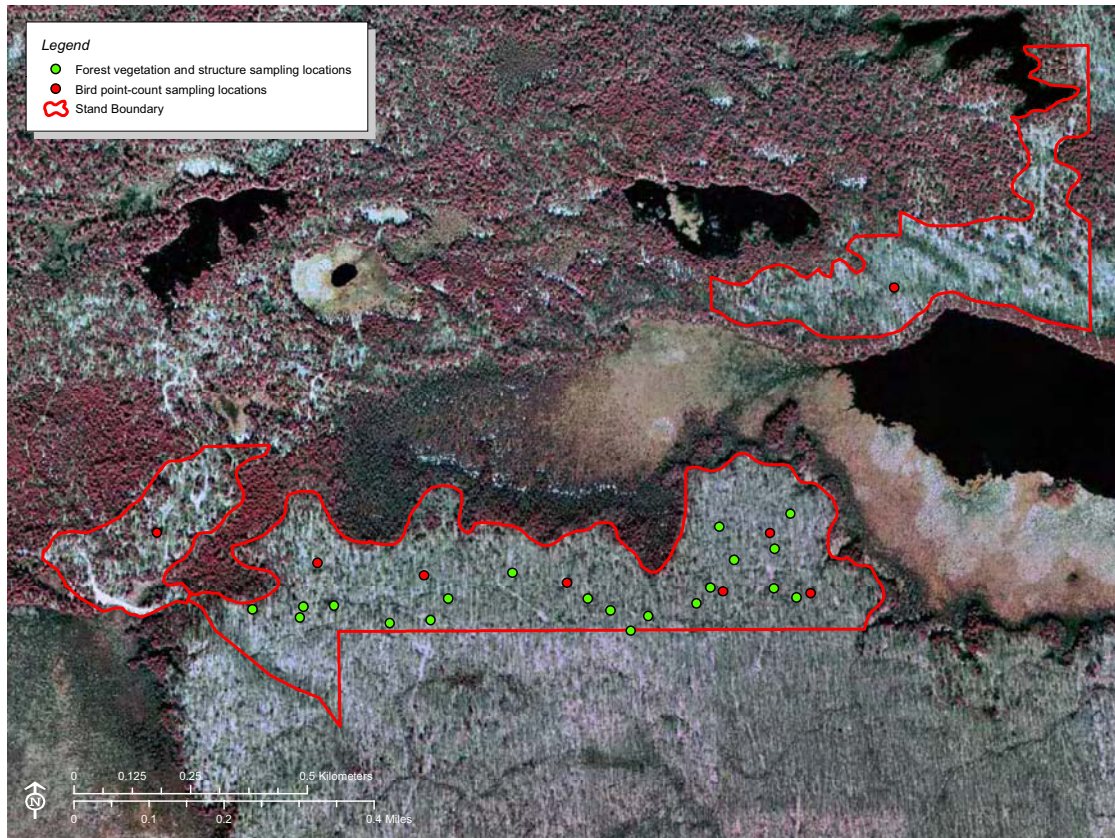 Legend
Forest vegetation and structure sampling locations
Bird point-count sampling locations
Stand Boundary
0 0.125 0.25 0.5 Kilometers
N
0 0.1 0.2 0.4 Miles